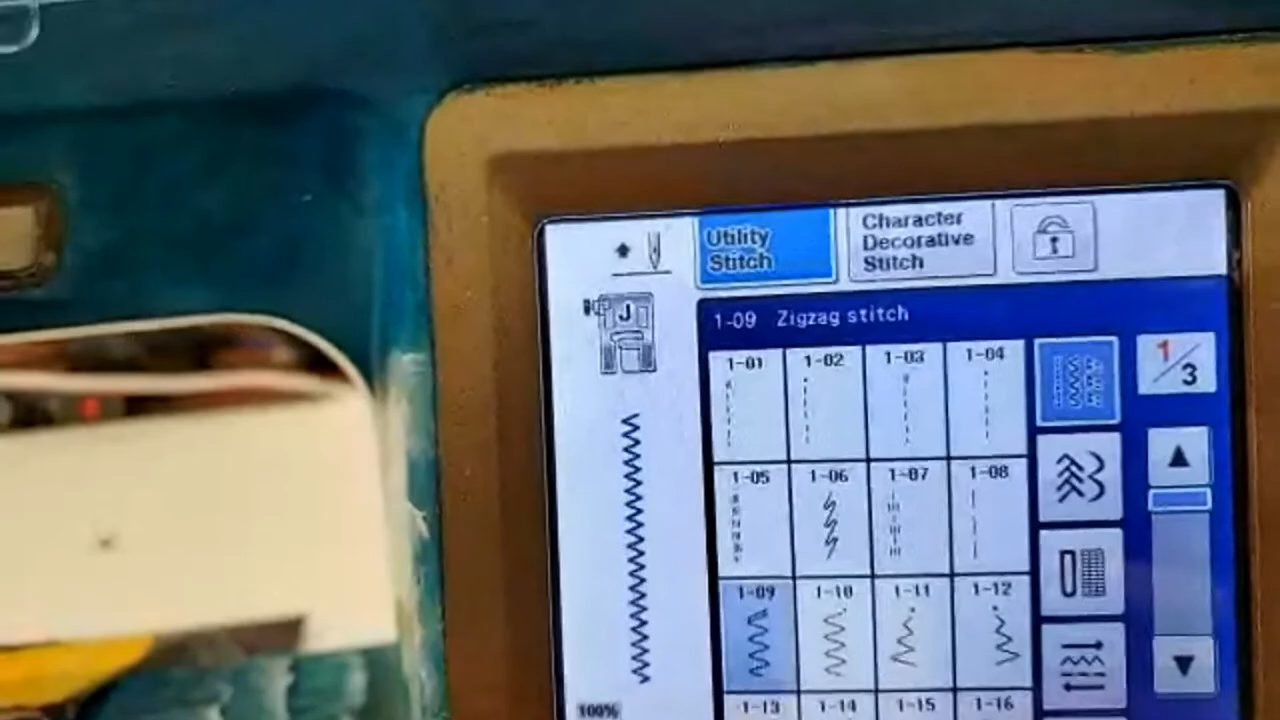 Utility
Stitch
Character
Decorative
Stitch
J
1-09 Zigzag stitch
1/3
1-01 1-02 1-03 1-04
1-05 1-06 1-07 1-08
1-09 1-10 1-11 1-12
1-13 1-14 1-15 1-16
100%